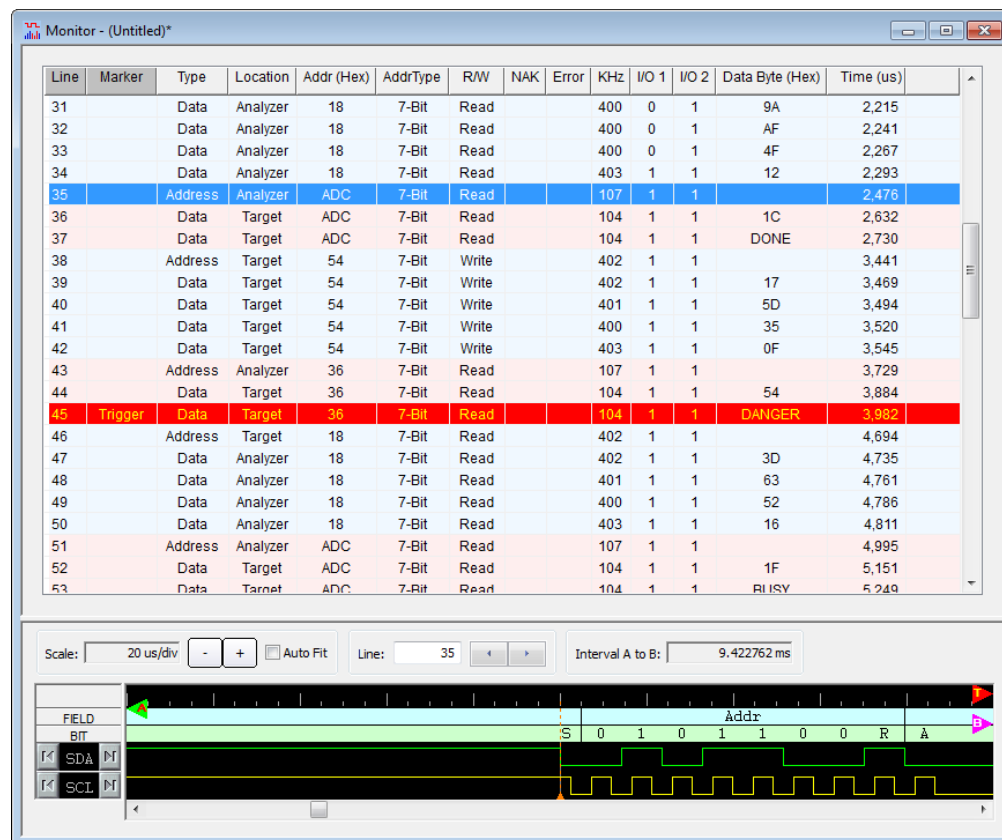 Monitor - (Untitled)*
Line Marker Type Location Addr (Hex) AddrType R/W NAK Error KHz I/O 1 I/O 2 Data Byte (Hex) Time (us)
31 Data Analyzer 18 7-Bit Read 400 0 1 9A 2,215
32 Data Analyzer 18 7-Bit Read 400 0 1 AF 2,241
33 Data Analyzer 18 7-Bit Read 400 0 1 4F 2,267
34 Data Analyzer 18 7-Bit Read 403 1 1 12 2,293
35 Address Analyzer ADC 7-Bit Read 107 1 1 2,476
36 Data Target ADC 7-Bit Read 104 1 1 1C 2,632
37 Data Target ADC 7-Bit Read 104 1 1 DONE 2,730
38 Address Target 54 7-Bit Write 402 1 1 3,441
39 Data Target 54 7-Bit Write 402 1 1 17 3,469
40 Data Target 54 7-Bit Write 401 1 1 5D 3,494
41 Data Target 54 7-Bit Write 400 1 1 35 3,520
42 Data Target 54 7-Bit Write 403 1 1 0F 3,545
43 Address Analyzer 36 7-Bit Read 107 1 1 3,729
44 Data Target 36 7-Bit Read 104 1 1 54 3,884
45 Trigger Data Target 36 7-Bit Read 104 1 1 DANGER 3,982
46 Address Target 18 7-Bit Read 402 1 1 4,694
47 Data Analyzer 18 7-Bit Read 402 1 1 3D 4,735
48 Data Analyzer 18 7-Bit Read 401 1 1 63 4,761
49 Data Analyzer 18 7-Bit Read 400 1 1 52 4,786
50 Data Analyzer 18 7-Bit Read 403 1 1 16 4,811
51 Address Analyzer ADC 7-Bit Read 107 1 1 4,995
52 Data Target ADC 7-Bit Read 104 1 1 1F 5,151
53 Data Target ADC 7-Bit Read 104 1 1 BUSY 5,249
Scale: 20 us/div - + Auto Fit Line: 35 Interval A to B: 9.422762 ms
A T
FIELD Addr B
BIT S 0 1 0 1 1 0 0 R A
SDA
SCL